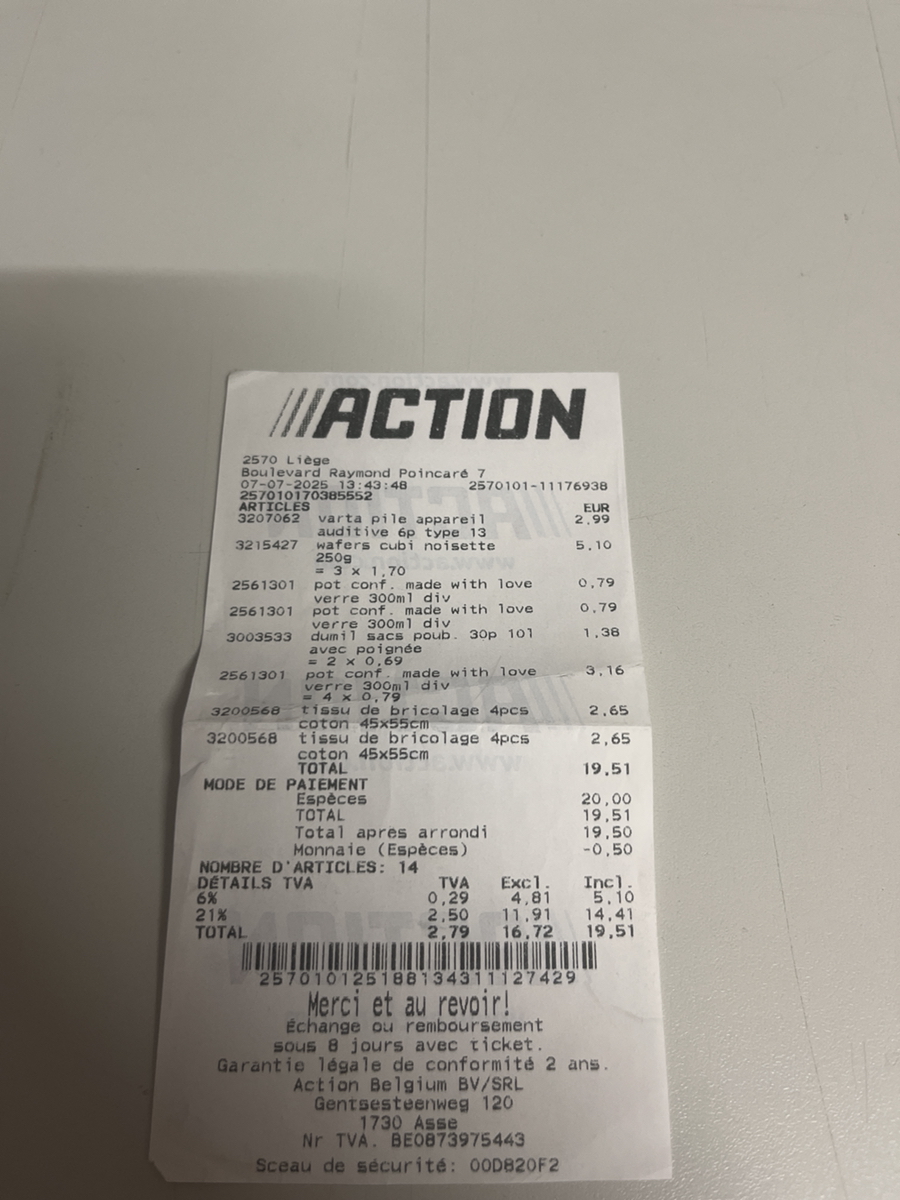 ///ACTION
2570 Liège
Boulevard Raymond Poincaré 7
07-07-2025 13:43:48 2570101-11176938
257010170385552
ARTICLES EUR
3207062 varta pile appareil 2,99
auditive 6p type 13
3215427 wafers cubi noisette 5,10
250g
= 3 x 1,70
2561301 pot conf. made with love 0,79
verre 300ml div
2561301 pot conf. made with love 0,79
verre 300ml div
3003533 dumil sacs poub. 30p 10l 1,38
avec poignée
= 2 x 0,69
2561301 pot conf. made with love 3,16
verre 300ml div
= 4 x 0,79
3200568 tissu de bricolage 4pcs 2,65
coton 45x55cm
3200568 tissu de bricolage 4pcs 2,65
coton 45x55cm
TOTAL 19,51
MODE DE PAIEMENT
Espèces 20,00
TOTAL 19,51
Total apres arrondi 19,50
Monnaie (Espèces) -0,50
NOMBRE D'ARTICLES: 14
DÉTAILS TVA TVA Excl. Incl.
6% 0,29 4,81 5,10
21% 2,50 11,91 14,41
TOTAL 2,79 16,72 19,51
257010125188134311127429
Merci et au revoir!
Échange ou remboursement
sous 8 jours avec ticket.
Garantie légale de conformité 2 ans.
Action Belgium BV/SRL
Gentsesteenweg 120
1730 Asse
Nr TVA. BE0873975443
Sceau de sécurité: 00D820F2